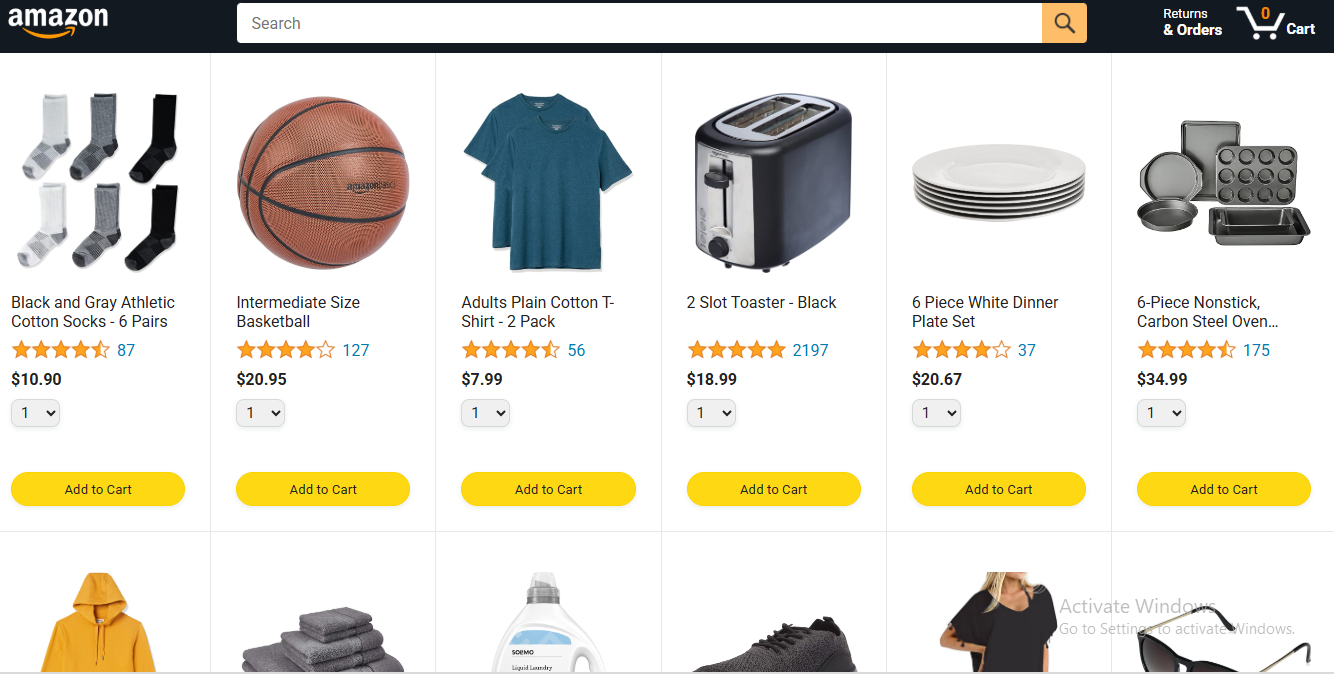 amazon
Search
Returns
& Orders
0
Cart
amazonbasics
Black and Gray Athletic
Cotton Socks - 6 Pairs
87
$10.90
1
Add to Cart
Intermediate Size
Basketball
127
$20.95
1
Add to Cart
Adults Plain Cotton T-
Shirt - 2 Pack
56
$7.99
1
Add to Cart
2 Slot Toaster - Black
2197
$18.99
1
Add to Cart
6 Piece White Dinner
Plate Set
37
$20.67
1
Add to Cart
6-Piece Nonstick,
Carbon Steel Oven...
175
$34.99
1
Add to Cart
SOLIMO
Liquid Laundry
Activate Windows
Go to Settings to activate Windows.